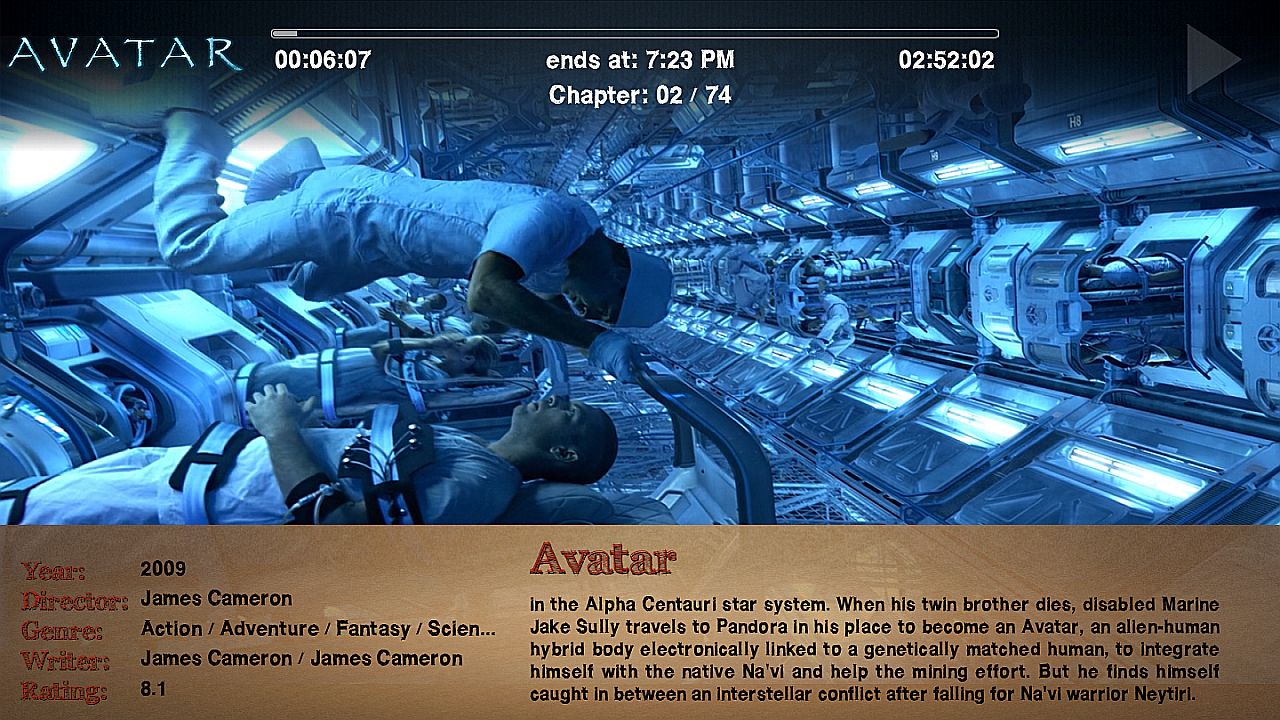 AVATAR
00:06:07
ends at: 7:23 PM
02:52:02
Chapter: 02 / 74
H8
Year: 2009
Director: James Cameron
Genre: Action / Adventure / Fantasy / Scien...
Writer: James Cameron / James Cameron
Rating: 8.1
Avatar
in the Alpha Centauri star system. When his twin brother dies, disabled Marine
Jake Sully travels to Pandora in his place to become an Avatar, an alien-human
hybrid body electronically linked to a genetically matched human, to integrate
himself with the native Na'vi and help the mining effort. But he finds himself
caught in between an interstellar conflict after falling for Na'vi warrior Neytiri.